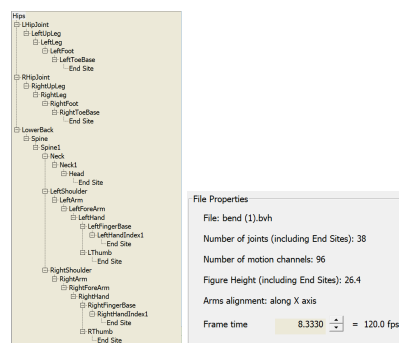 Hips
LHipJoint
LeftUpLeg
LeftLeg
LeftFoot
LeftToeBase
End Site
RHipJoint
RightUpLeg
RightLeg
RightFoot
RightToeBase
End Site
LowerBack
Spine
Spine1
Neck
Neck1
Head
End Site
LeftShoulder
LeftArm
LeftForeArm
LeftHand
LeftFingerBase
LeftHandIndex1
End Site
LThumb
End Site
RightShoulder
RightArm
RightForeArm
RightHand
RightFingerBase
RightHandIndex1
End Site
RThumb
End Site
File Properties
File: bend (1).bvh
Number of joints (including End Sites): 38
Number of motion channels: 96
Figure Height (including End Sites): 26.4
Arms alignment: along X axis
Frame time 8.3330 = 120.0 fps